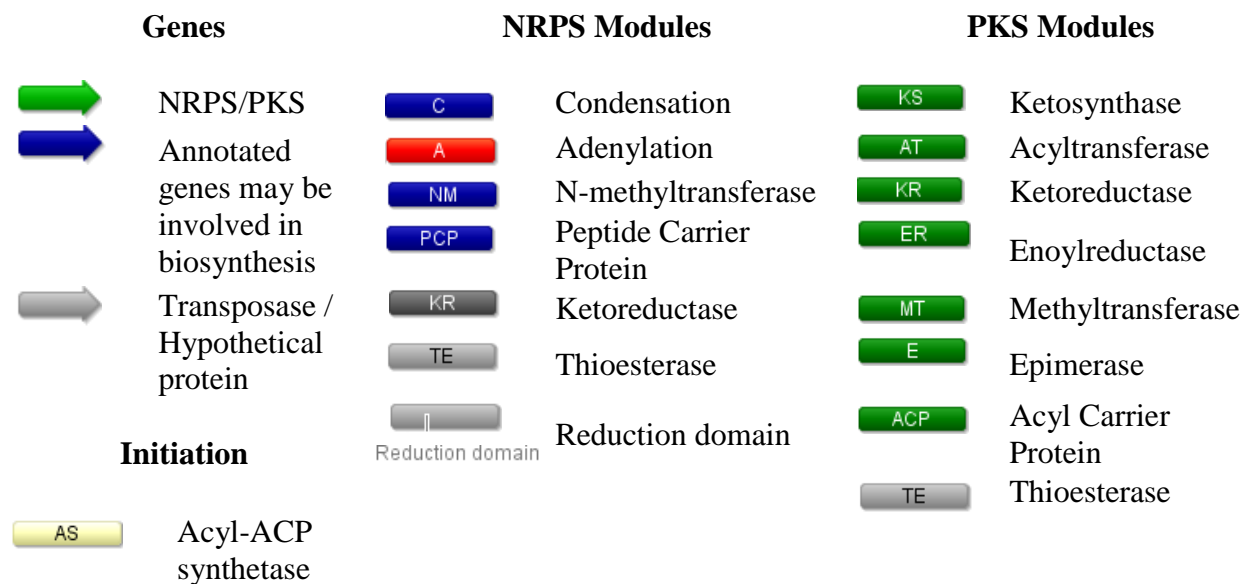 Genes
NRPS/PKS
Annotated
genes may be
involved in
biosynthesis
Transposase /
Hypothetical
protein
Initiation
AS Acyl-ACP
synthetase
NRPS Modules
C Condensation
A Adenylation
NM N-methyltransferase
PCP Peptide Carrier
Protein
KR Ketoreductase
TE Thioesterase
Reduction domain Reduction domain
PKS Modules
KS Ketosynthase
AT Acyltransferase
KR Ketoreductase
ER Enoylreductase
MT Methyltransferase
E Epimerase
ACP Acyl Carrier
Protein
TE Thioesterase